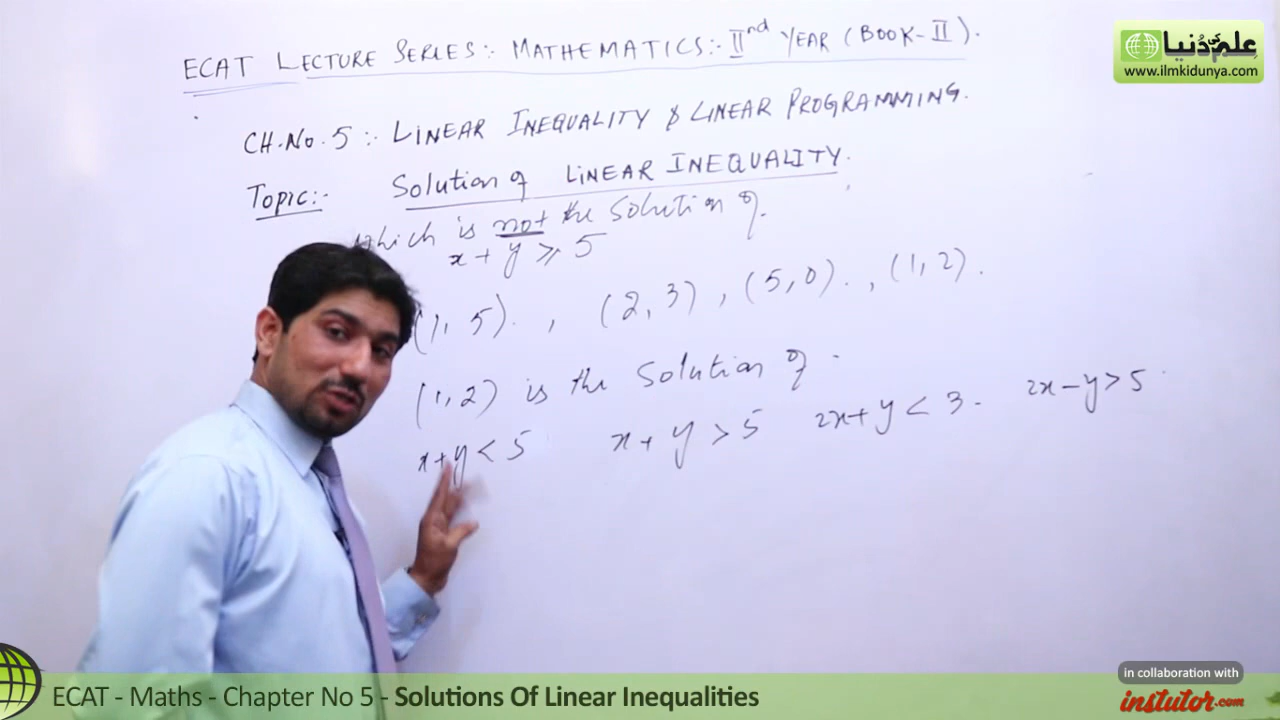 ECAT LECTURE SERIES:- MATHEMATICS:- IInd YEAR (BOOK-II).
علم کی دُنیا
www.ilmkidunya.com
CH.No.5:- LINEAR INEQUALITY & LINEAR PROGRAMMING.
Topic:- Solution of LINEAR INEQUALITY.
which is not the Solution of.
x+y⩾5
(1,5). , (2,3), (5,0). , (1,2).
(1,2) is the Solution of.
x+y<5 x+y>5 2x+y<3. 2x-y>5.
in collaboration with
instutor.com
ECAT - Maths - Chapter No 5 - Solutions Of Linear Inequalities